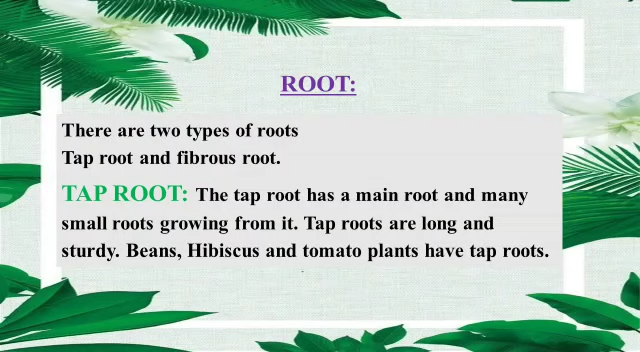 ROOT:
There are two types of roots
Tap root and fibrous root.
TAP ROOT: The tap root has a main root and many
small roots growing from it. Tap roots are long and
sturdy. Beans, Hibiscus and tomato plants have tap roots.